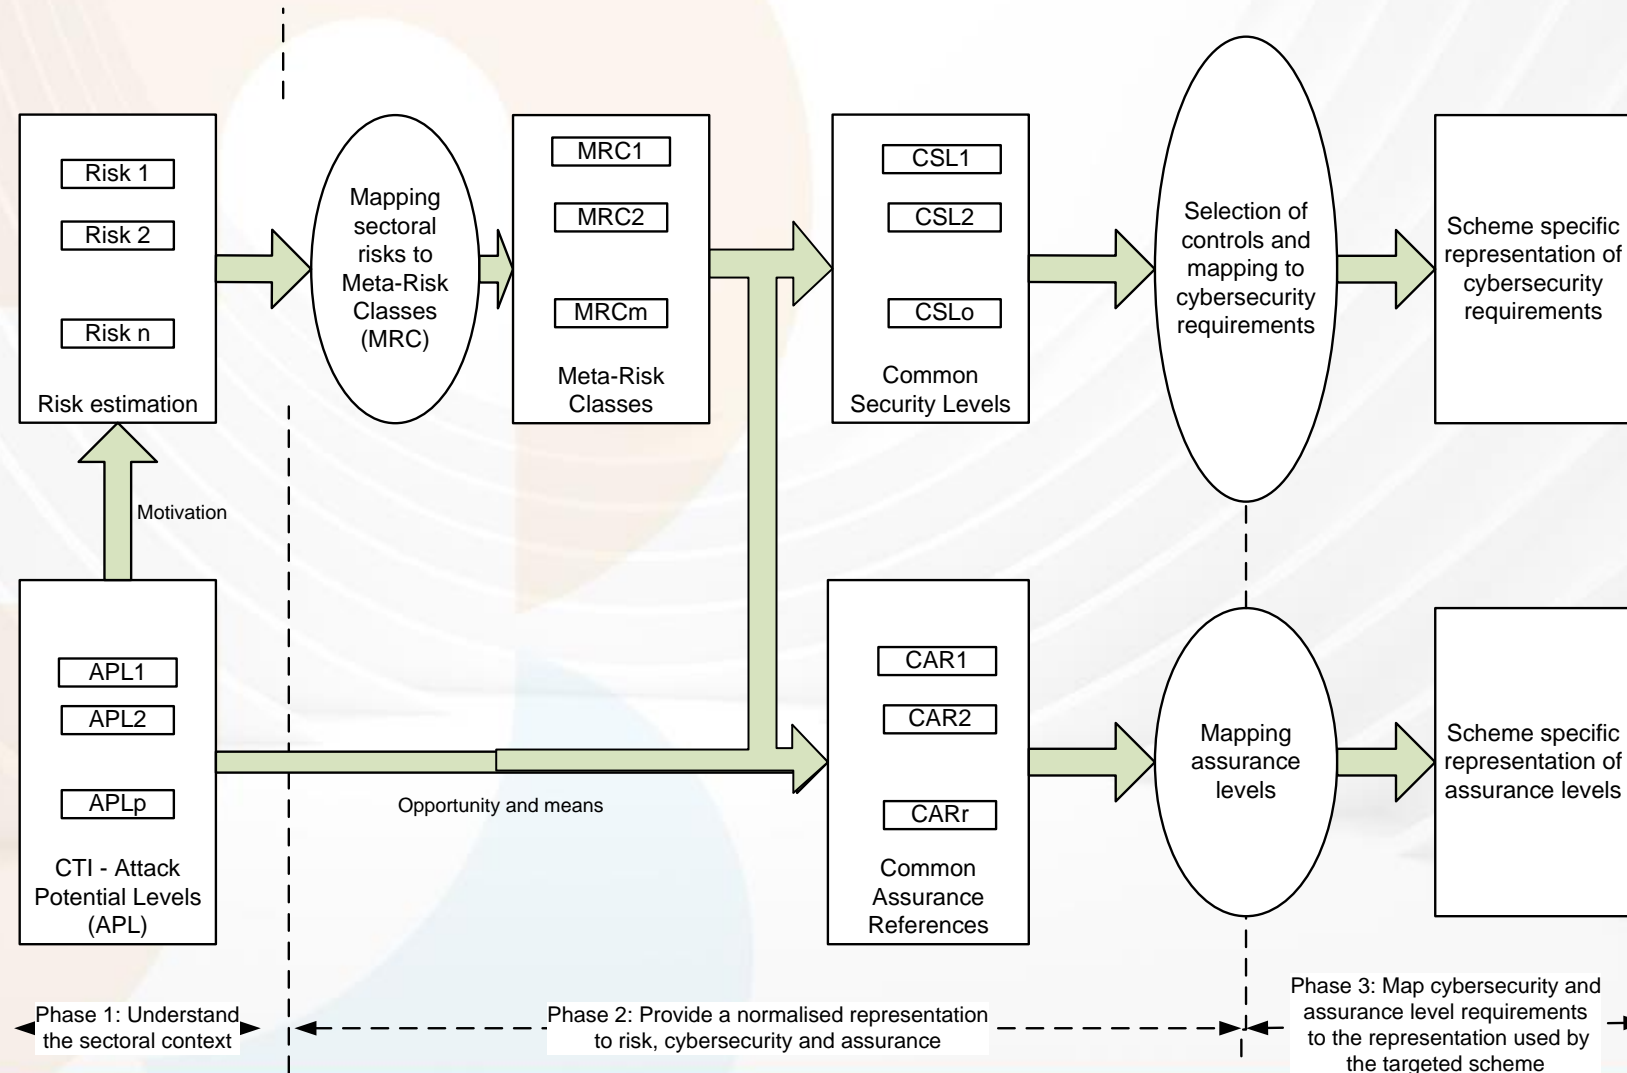 Risk 1
Risk 2
Risk n
Risk estimation
Mapping
sectoral
risks to
Meta-Risk
Classes
(MRC)
MRC1
MRC2
MRCm
Meta-Risk
Classes
CSL1
CSL2
CSLo
Common
Security Levels
Selection of
controls and
mapping to
cybersecurity
requirements
Scheme specific
representation of
cybersecurity
requirements
Motivation
APL1
APL2
APLp
CTI - Attack
Potential Levels
(APL)
Opportunity and means
CAR1
CAR2
CARr
Common
Assurance
References
Mapping
assurance
levels
Scheme specific
representation of
assurance levels
Phase 1: Understand
the sectoral context
Phase 2: Provide a normalised representation
to risk, cybersecurity and assurance
Phase 3: Map cybersecurity and
assurance level requirements
to the representation used by
the targeted scheme